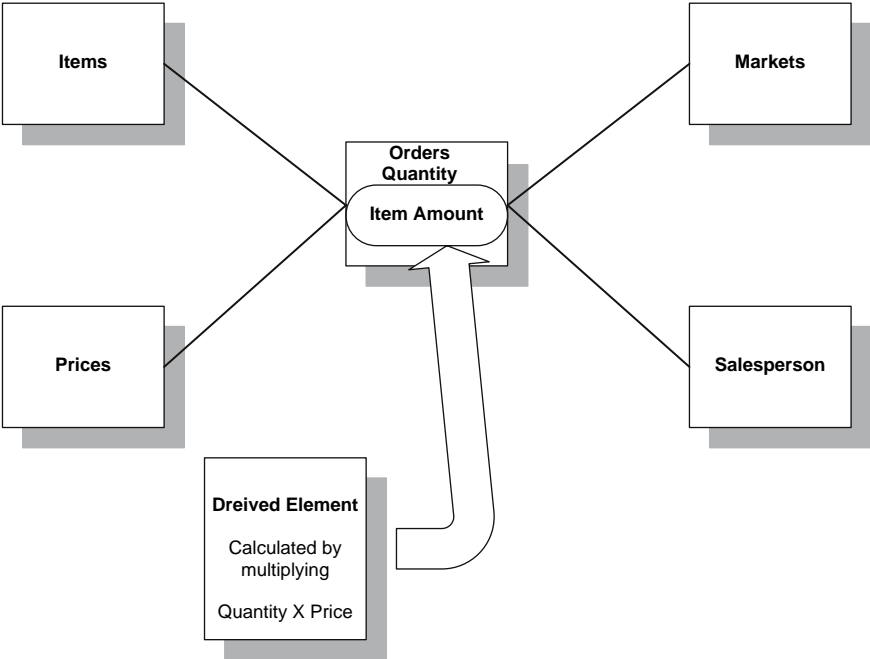 Items
Markets
Orders
Quantity
Item Amount
Prices
Salesperson
Dreived Element
Calculated by
multiplying
Quantity X Price